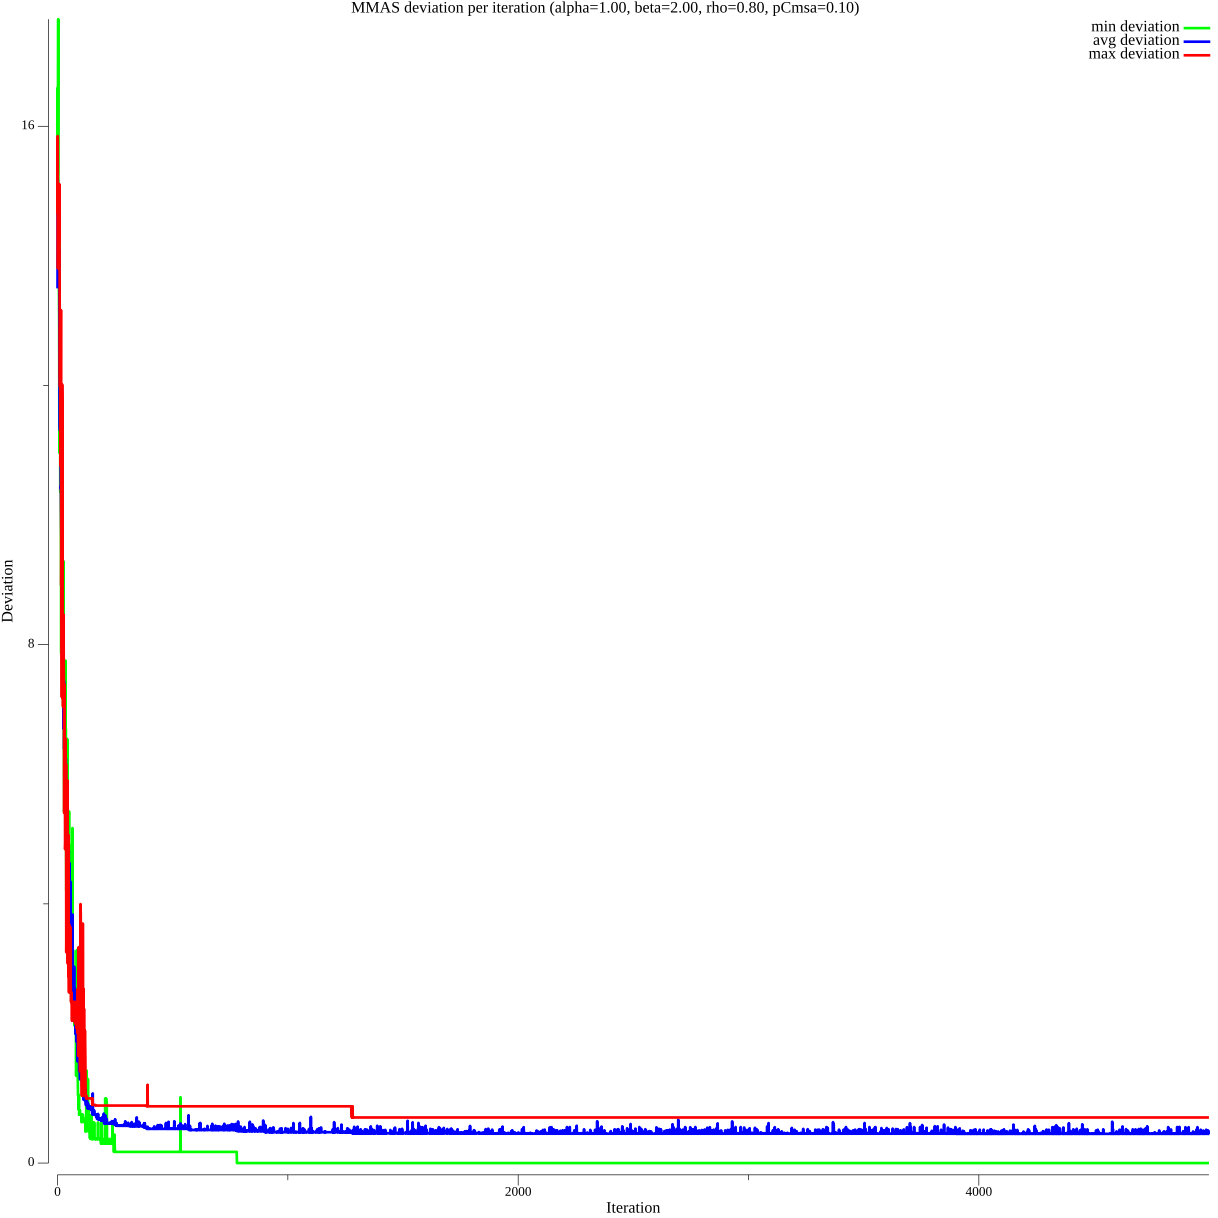 MMAS deviation per iteration (alpha=1.00, beta=2.00, rho=0.80, pCmsa=0.10)
min deviation
avg deviation
max deviation
16
8
0
Deviation
0 2000 4000
Iteration